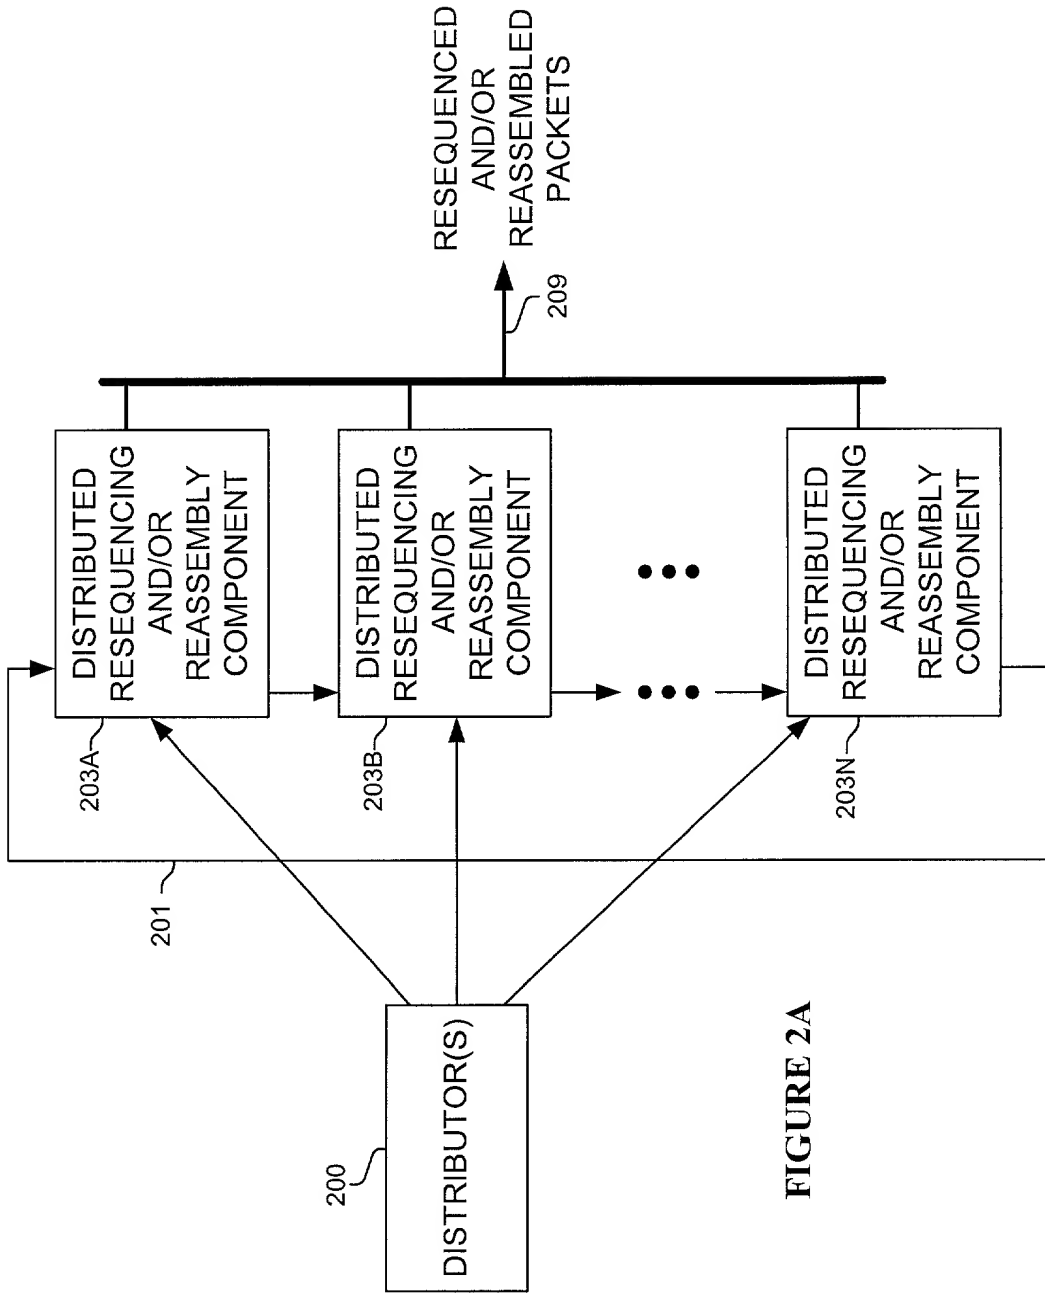 200
DISTRIBUTOR(S)
201
203A
DISTRIBUTED
RESEQUENCING
AND/OR
REASSEMBLY
COMPONENT
203B
DISTRIBUTED
RESEQUENCING
AND/OR
REASSEMBLY
COMPONENT
203N
DISTRIBUTED
RESEQUENCING
AND/OR
REASSEMBLY
COMPONENT
209
RESEQUENCED
AND/OR
REASSEMBLED
PACKETS
FIGURE 2A